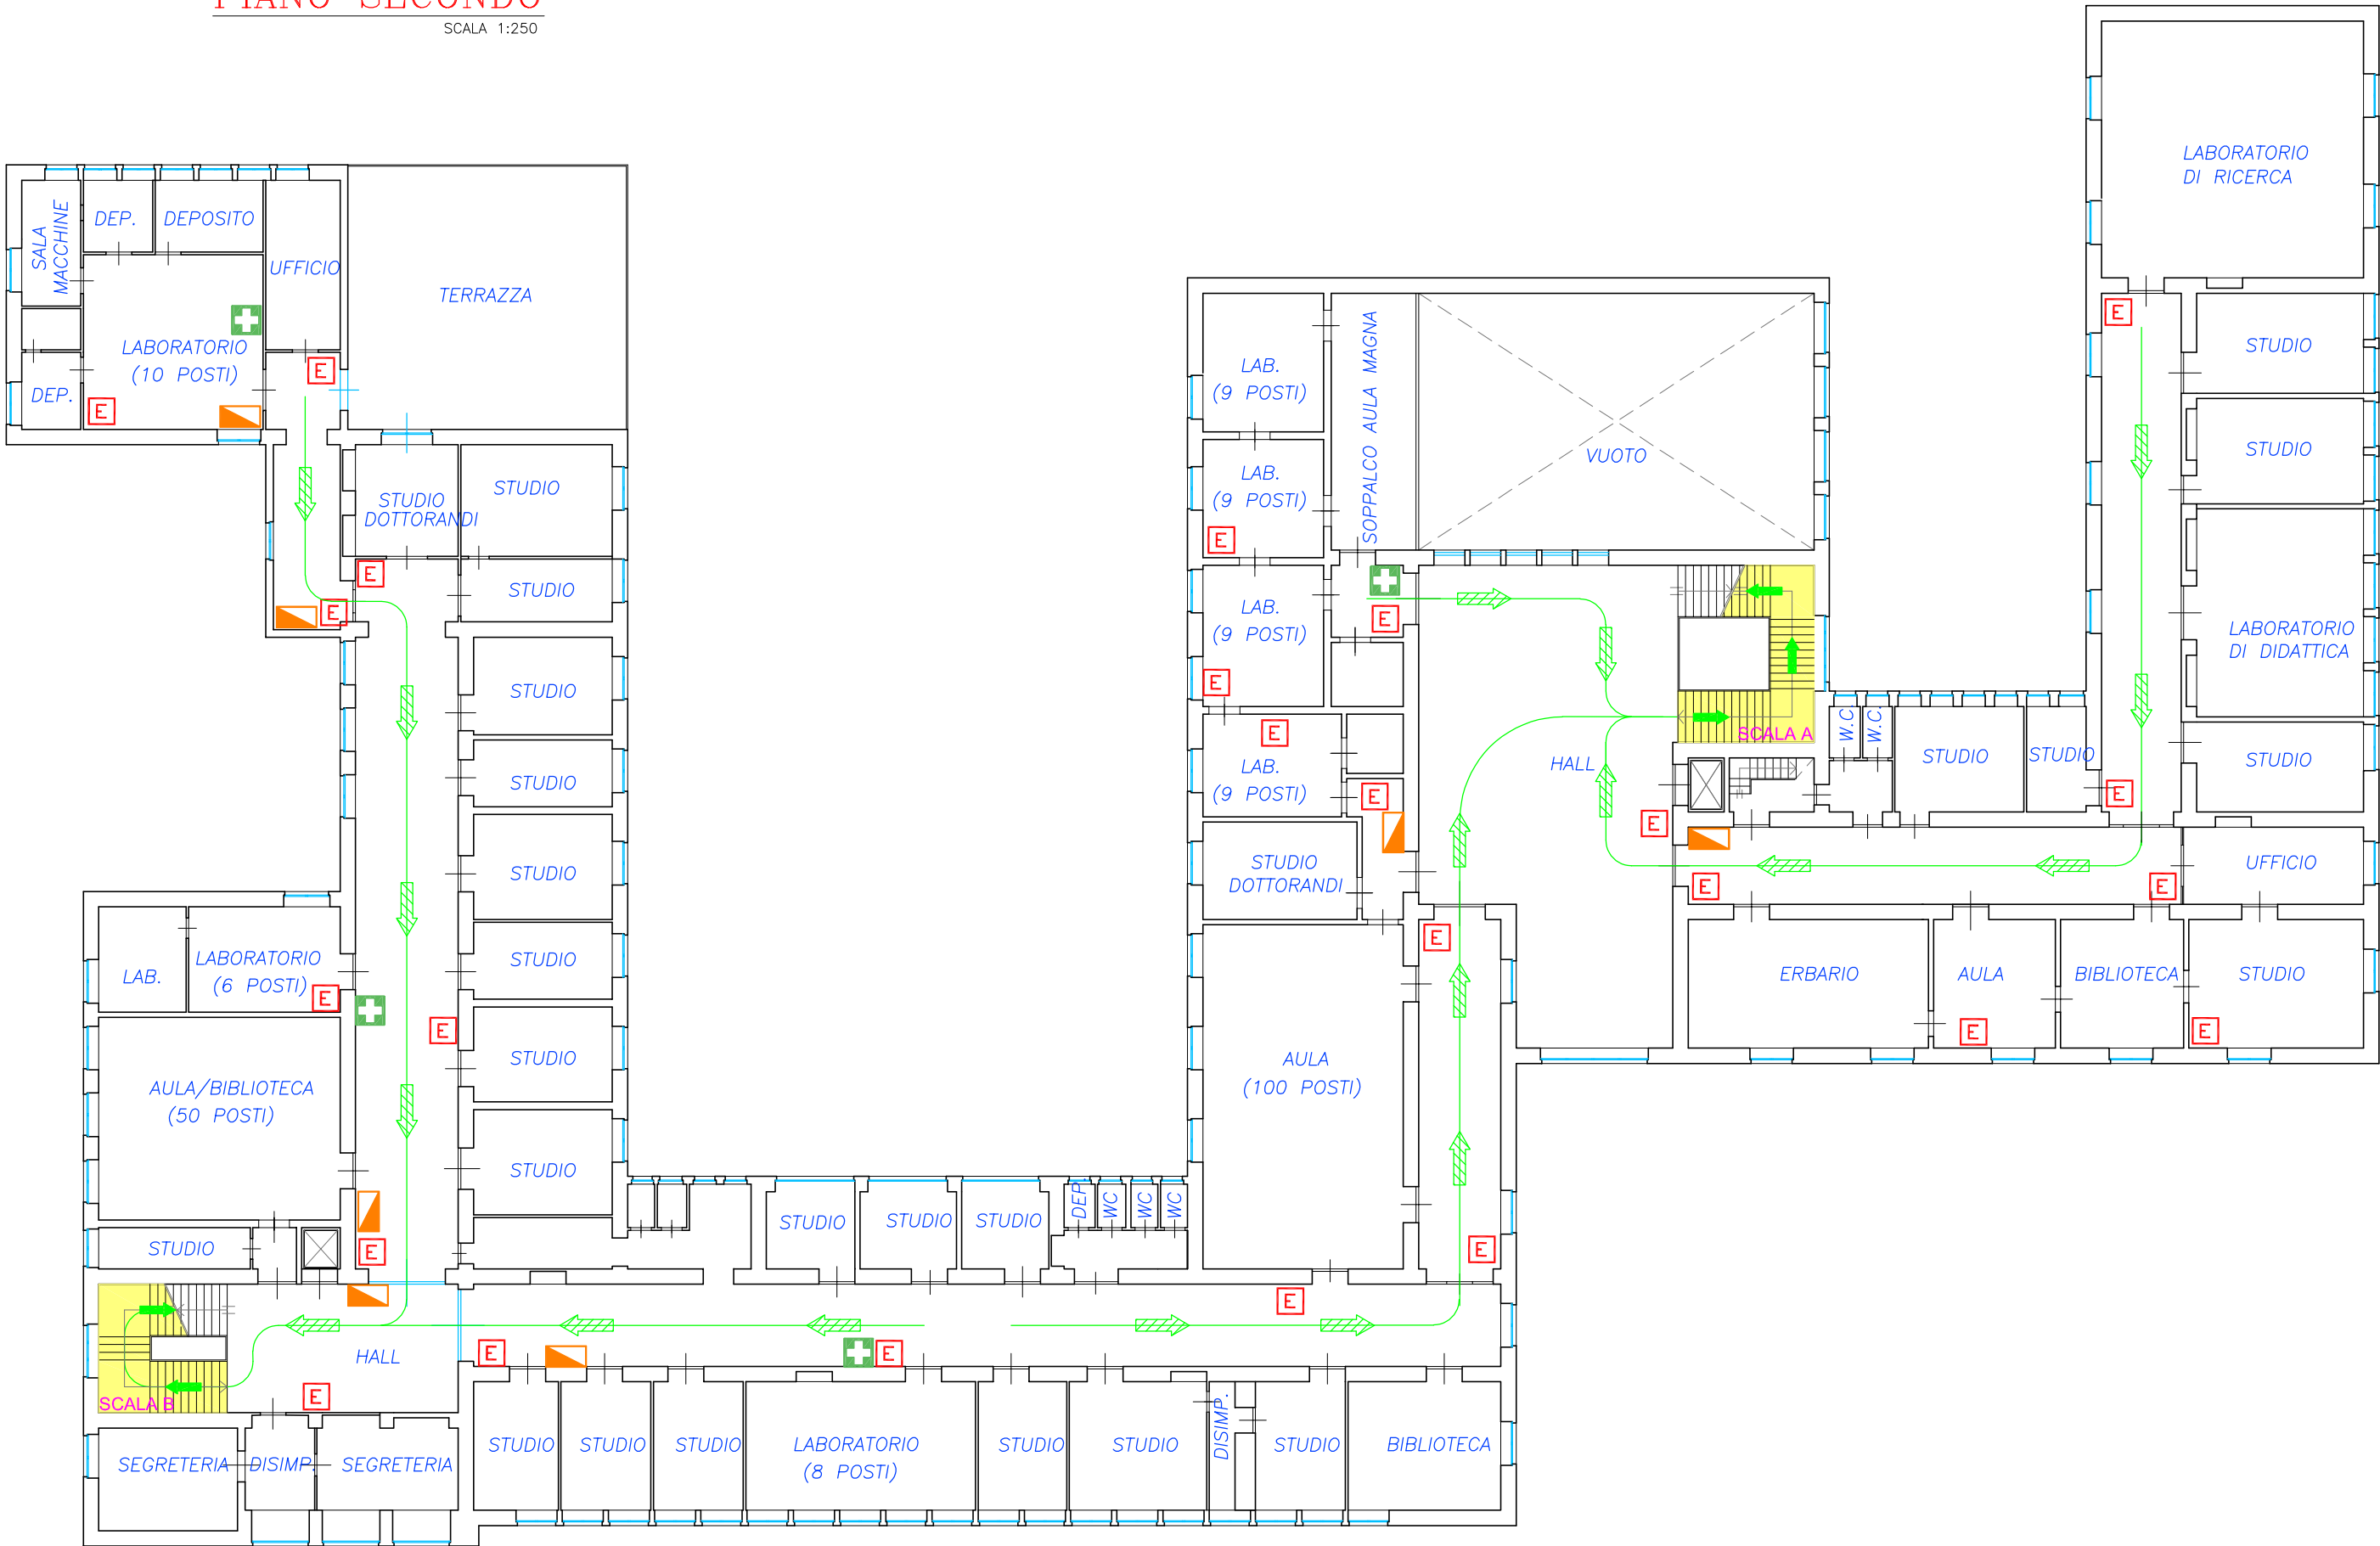 PIANO SECONDO
SCALA 1:250
LABORATORIO
DI RICERCA
SALA
MACCHINE
DEP.
DEPOSITO
UFFICIO
TERRAZZA
LABORATORIO
(10 POSTI)
DEP.
E
E
STUDIO
DOTTORANDI
STUDIO
STUDIO
E
E
STUDIO
STUDIO
STUDIO
STUDIO
STUDIO
STUDIO
LAB.
LABORATORIO
(6 POSTI)
E
E
AULA/BIBLIOTECA
(50 POSTI)
STUDIO
E
HALL
E
SCALA B
SEGRETERIA
DISIMP.
SEGRETERIA
STUDIO
STUDIO
STUDIO
DEP.
WC
WC
WC
E
E
E
STUDIO
STUDIO
STUDIO
LABORATORIO
(8 POSTI)
STUDIO
STUDIO
DISIMP.
STUDIO
BIBLIOTECA
LAB.
(9 POSTI)
LAB.
(9 POSTI)
E
LAB.
(9 POSTI)
E
E
LAB.
(9 POSTI)
E
STUDIO
DOTTORANDI
SOPPALCO AULA MAGNA
VUOTO
E
AULA
(100 POSTI)
E
E
HALL
SCALA A
E
E
W.C.
W.C.
STUDIO
STUDIO
E
E
E
STUDIO
STUDIO
LABORATORIO
DI DIDATTICA
STUDIO
UFFICIO
ERBARIO
AULA
E
BIBLIOTECA
STUDIO
E